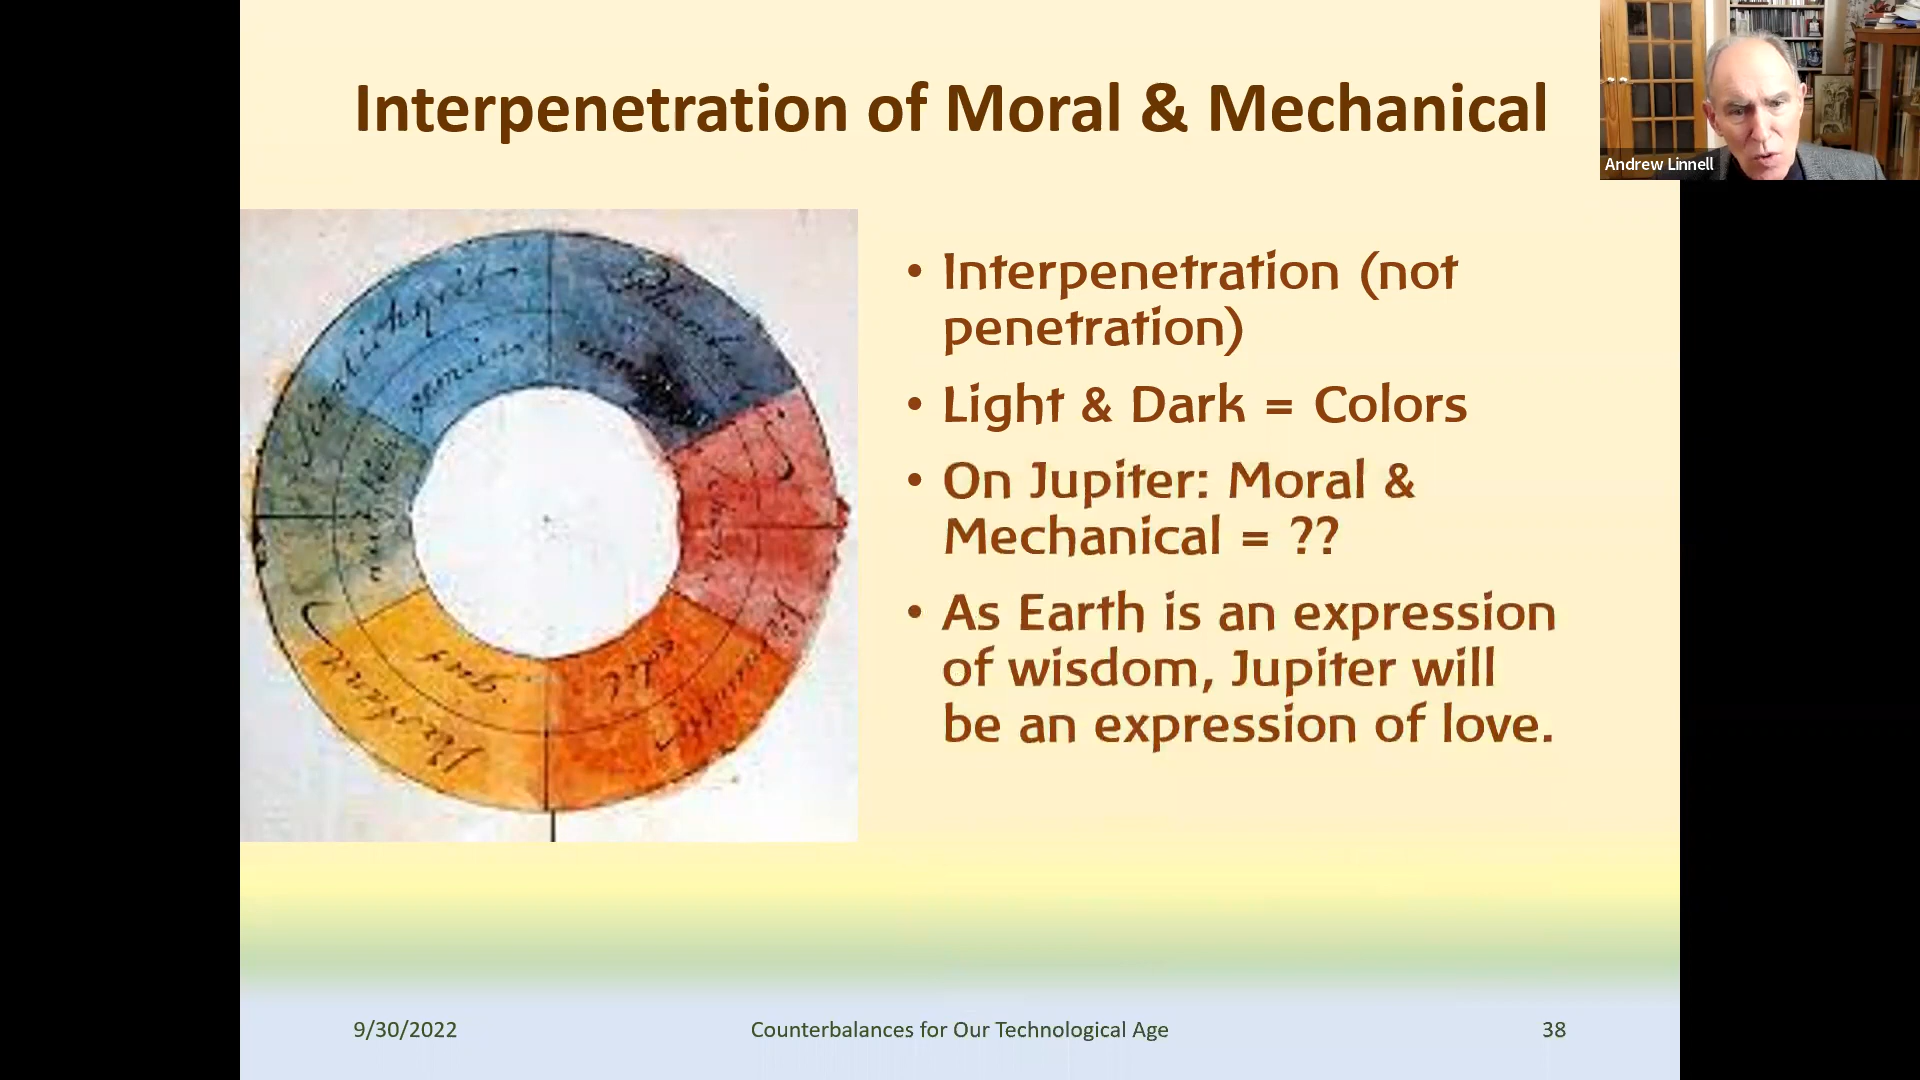 Interpenetration of Moral & Mechanical
Andrew Linnell
• Interpenetration (not
penetration)
• Light & Dark = Colors
• On Jupiter: Moral &
Mechanical = ??
• As Earth is an expression
of wisdom, Jupiter will
be an expression of love.
gut
edel
9/30/2022
Counterbalances for Our Technological Age
38